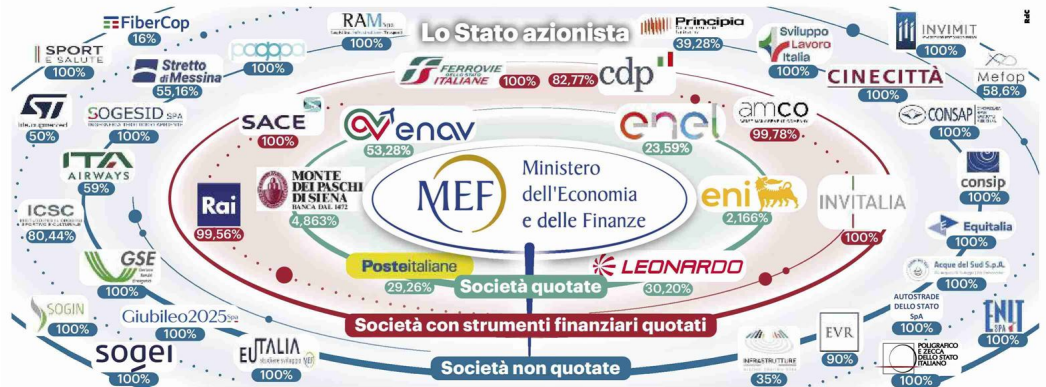 Lo Stato azionista
RdC
FiberCop
16%
RAM
100%
Principia
39,28%
Sviluppo
Lavoro
Italia
100%
INVIMIT
100%
SPORT
E SALUTE
100%
Stretto
di Messina
55,16%
100%
FERROVIE
DELLO STATO
ITALIANE
100%
82,77%
cdp
CINECITTÀ
100%
Mefop
58,6%
ST
50%
SOGESID SPA
100%
SACE
100%
enav
53,28%
enel
23,59%
amco
99,78%
CONSAP
100%
ITA
AIRWAYS
59%
Rai
99,56%
MONTE
DEI PASCHI
DI SIENA
BANCA DAL 1472
4,863%
MEF
Ministero
dell'Economia
e delle Finanze
eni
2,166%
INVITALIA
100%
consip
100%
ICSC
80,44%
GSE
100%
Equitalia
100%
Posteitaliane
29,26%
LEONARDO
30,20%
Acque del Sud S.p.A.
100%
Società quotate
SOGIN
100%
Giubileo2025 SpA
100%
Società con strumenti finanziari quotati
AUTOSTRADE
DELLO STATO
SpA
100%
ENIT
SPA
100%
sogei
100%
EUTALIA
100%
Società non quotate
INFRASTRUTTURE
35%
EVR
90%
POLIGRAFICO
E ZECCA
DELLO STATO
ITALIANO
100%